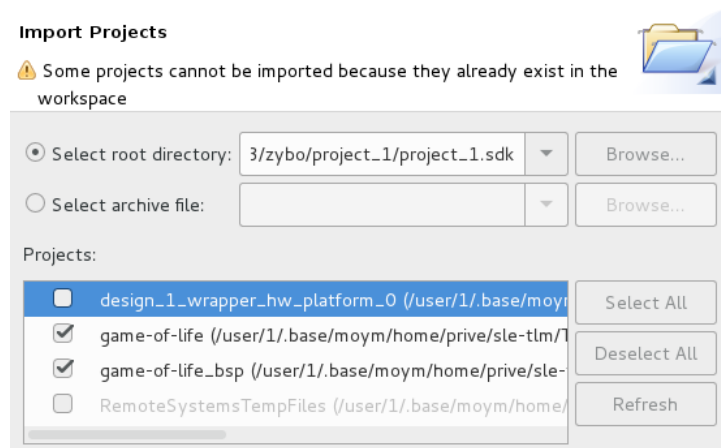 Import Projects
Some projects cannot be imported because they already exist in the
workspace
Select root directory: 3/zybo/project_1/project_1.sdk Browse...
Select archive file: Browse...
Projects:
design_1_wrapper_hw_platform_0 (/user/1/.base/moym Select All
game-of-life (/user/1/.base/moym/home/prive/sle-tlm/T
Deselect All
game-of-life_bsp (/user/1/.base/moym/home/prive/sle-
RemoteSystemsTempFiles (/user/1/.base/moym/home/ Refresh